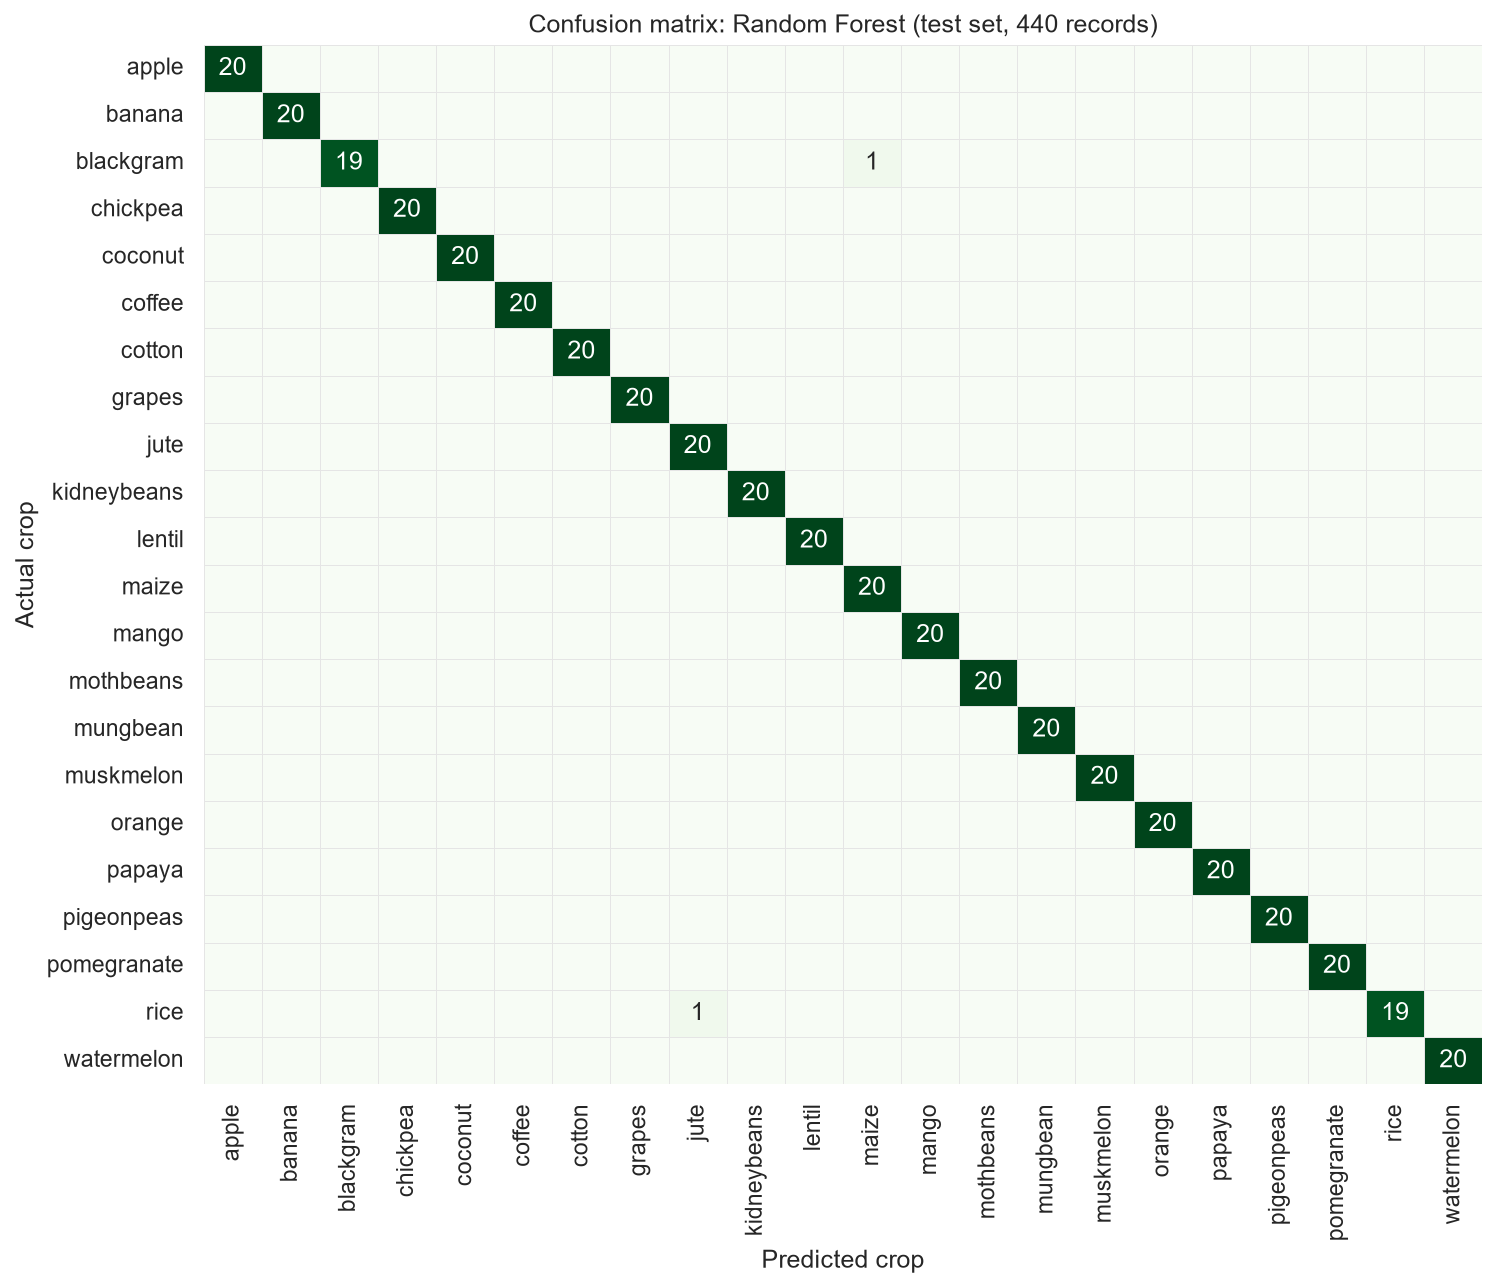 Confusion matrix: Random Forest (test set, 440 records)
Actual crop
apple 20
banana 20
blackgram 19 1
chickpea 20
coconut 20
coffee 20
cotton 20
grapes 20
jute 20
kidneybeans 20
lentil 20
maize 20
mango 20
mothbeans 20
mungbean 20
muskmelon 20
orange 20
papaya 20
pigeonpeas 20
pomegranate 20
rice 1 19
watermelon 20
apple banana blackgram chickpea coconut coffee cotton grapes jute kidneybeans lentil maize mango mothbeans mungbean muskmelon orange papaya pigeonpeas pomegranate rice watermelon
Predicted crop